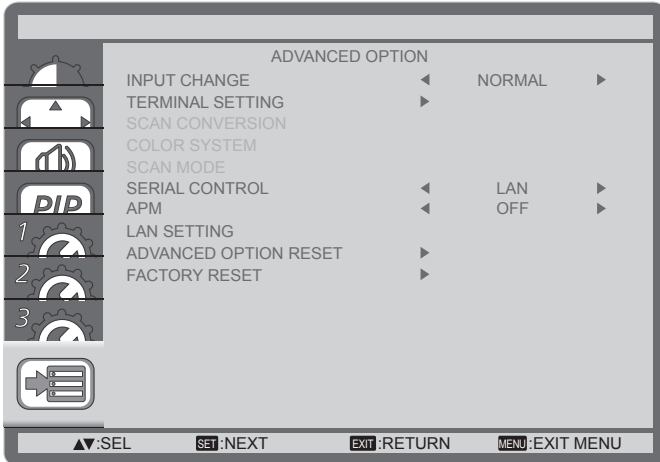 ADVANCED OPTION
INPUT CHANGE NORMAL
TERMINAL SETTING
SCAN CONVERSION
COLOR SYSTEM
SCAN MODE
SERIAL CONTROL LAN
PIP
APM OFF
1
LAN SETTING
ADVANCED OPTION RESET
2
FACTORY RESET
3
:SEL SET:NEXT EXIT:RETURN MENU:EXIT MENU